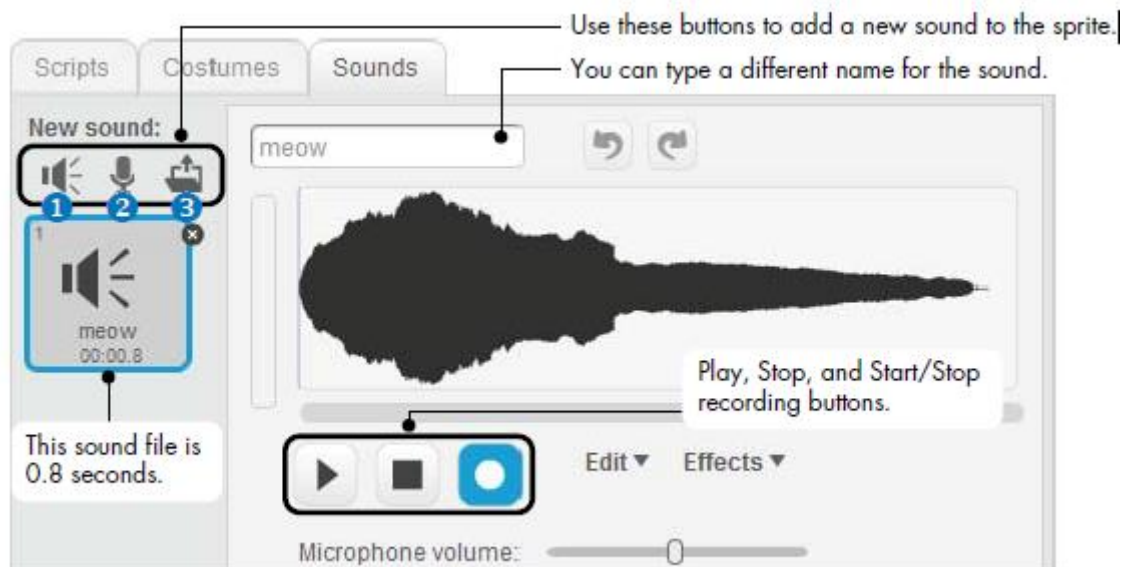 Use these buttons to add a new sound to the sprite.
Scripts
Costumes
Sounds
You can type a different name for the sound.
New sound:
meow
1
2
3
1
meow
00:00.8
Play, Stop, and Start/Stop
recording buttons.
This sound file is
0.8 seconds.
Edit
Effects
Microphone volume: